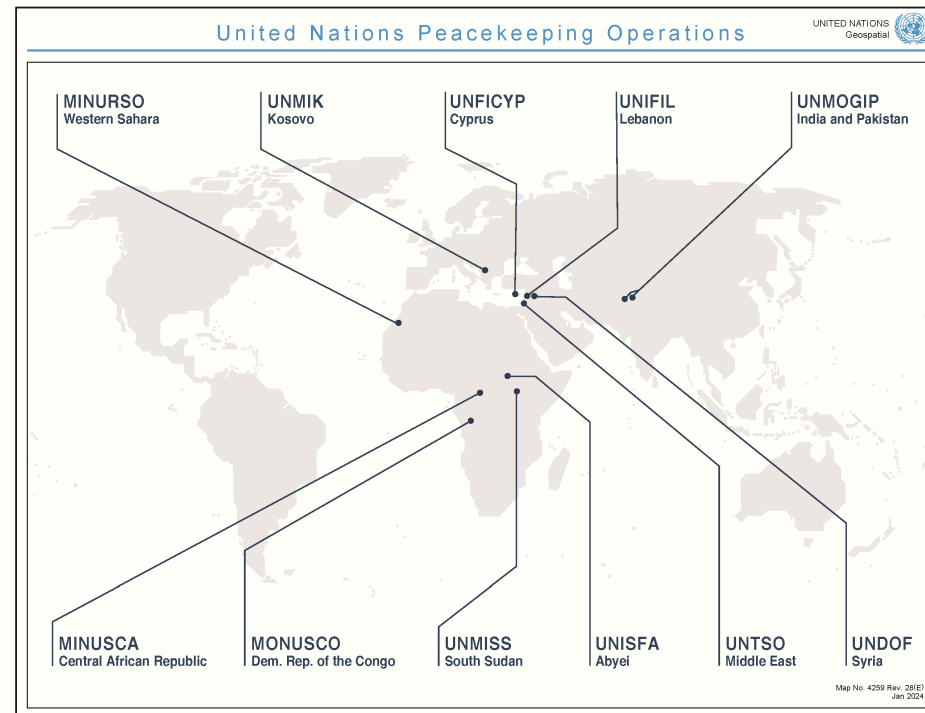 United Nations Peacekeeping Operations
UNITED NATIONS
Geospatial
MINURSO
Western Sahara
UNMIK
Kosovo
UNFICYP
Cyprus
UNIFIL
Lebanon
UNMOGIP
India and Pakistan
MINUSCA
Central African Republic
MONUSCO
Dem. Rep. of the Congo
UNMISS
South Sudan
UNISFA
Abyei
UNTSO
Middle East
UNDOF
Syria
Map No. 4259 Rev. 28(E)
Jan 2024